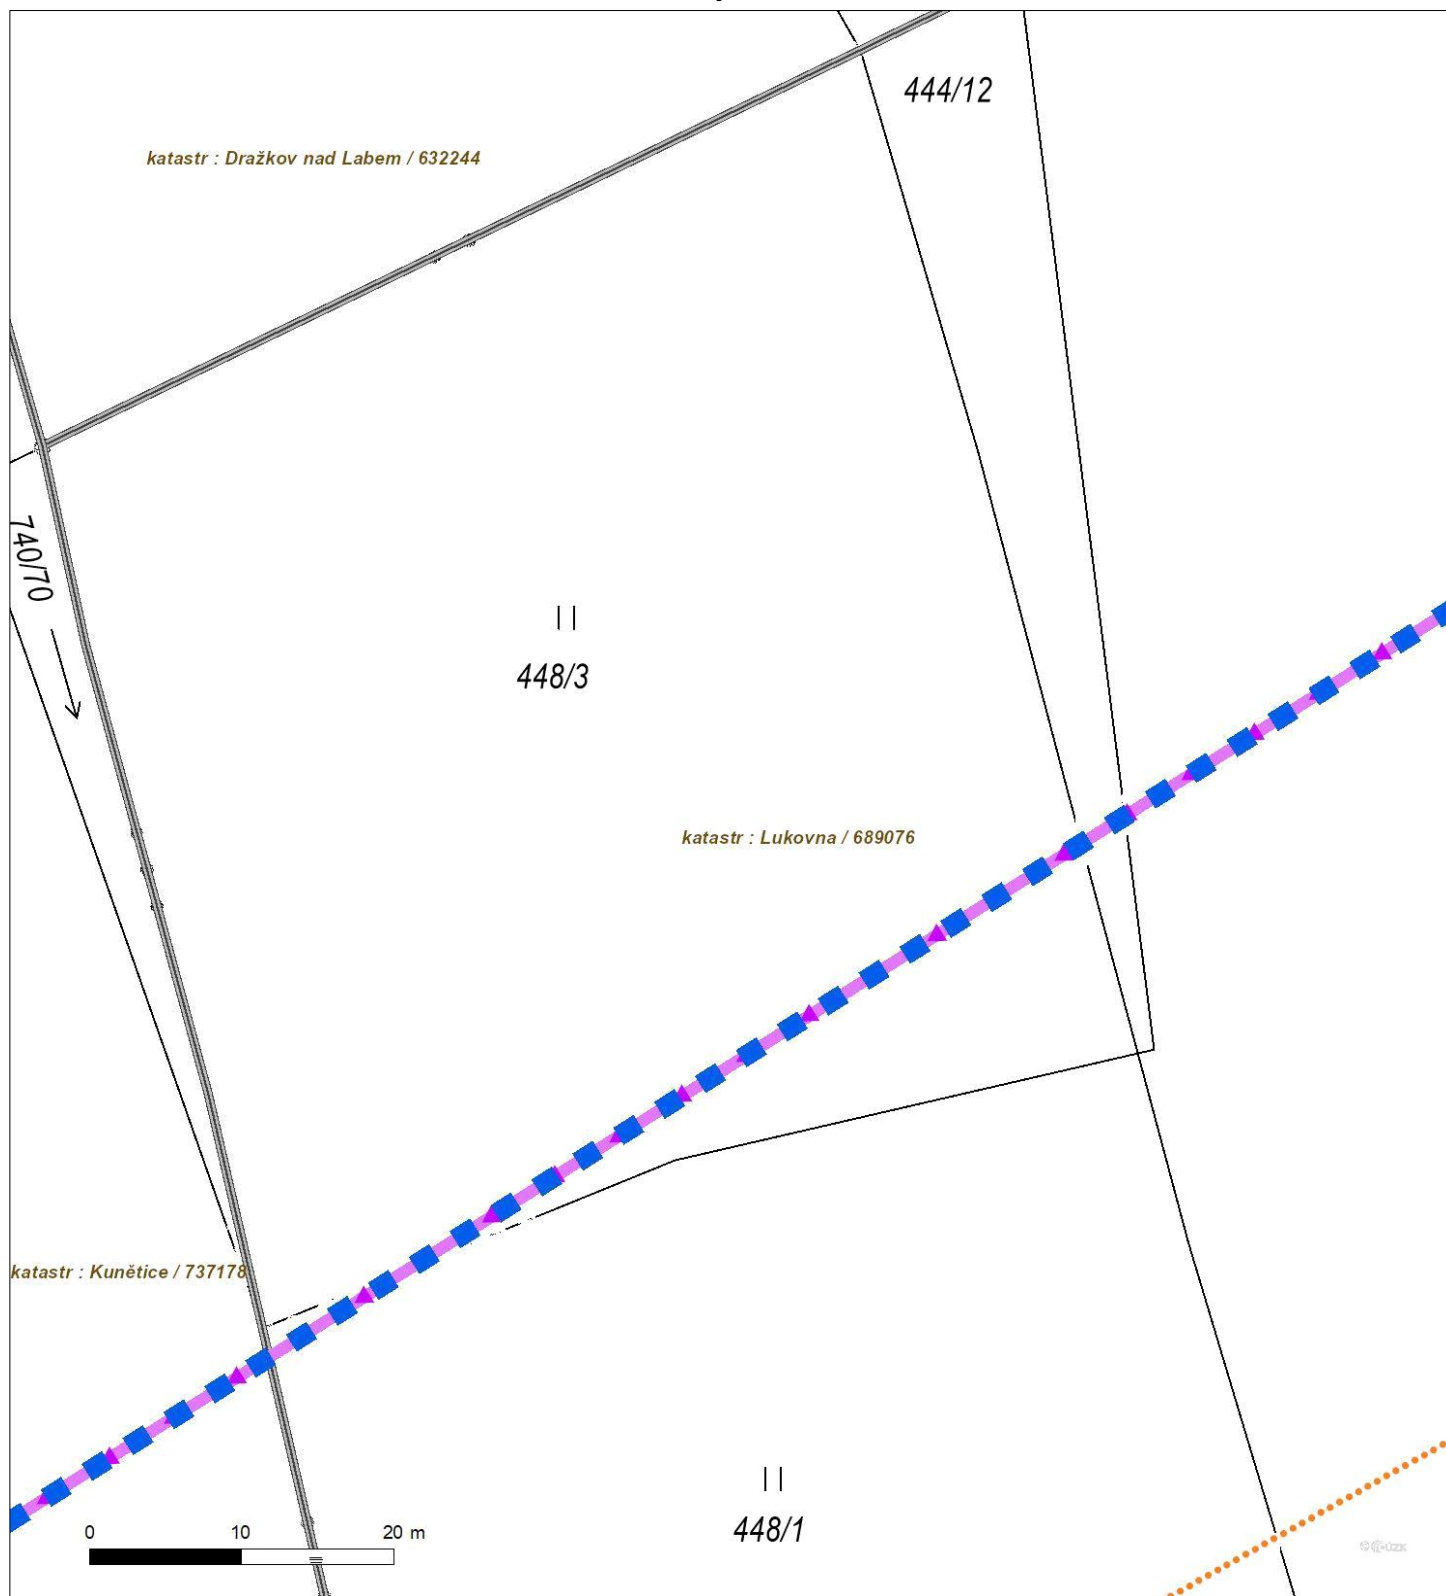 444/12
katastr : Dražkov nad Labem / 632244
740/70
448/3
katastr : Lukovna / 689076
katastr : Kunětice / 737178
448/1
0 10 20 m
© ČÚZK